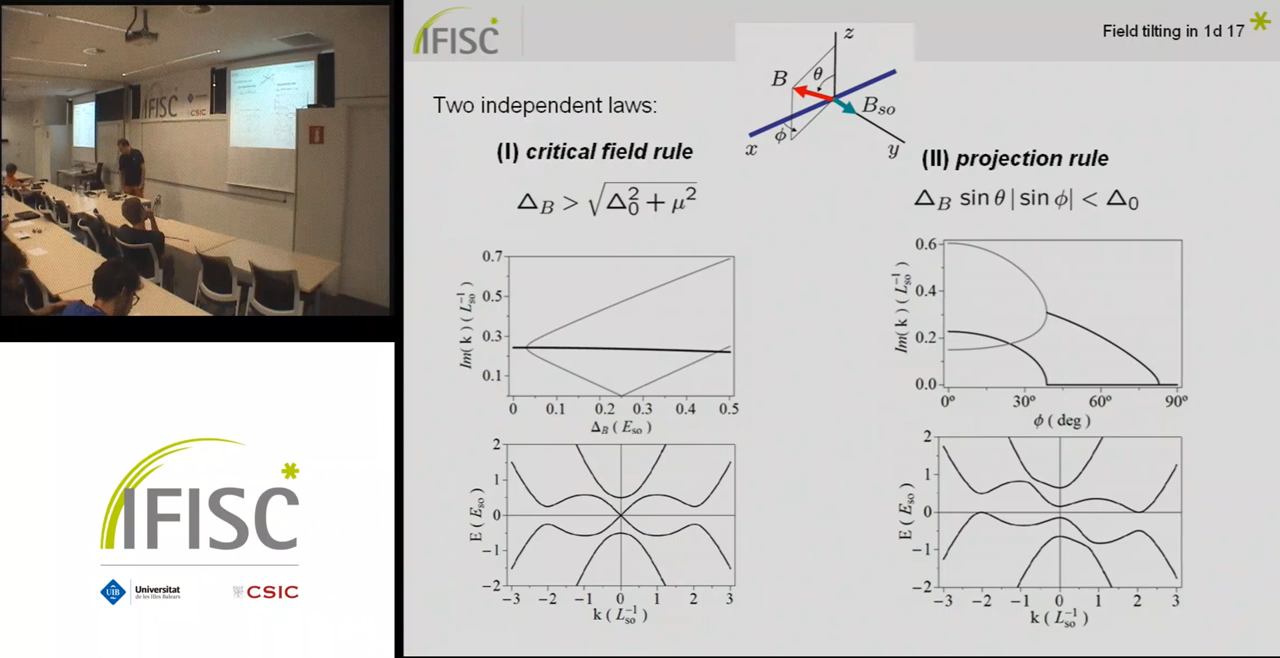 IFISC
CSIC
IFISC
UIB
Universitat
de les Illes Balears
CSIC
IFISC
Field tilting in 1d 17
Two independent laws:
z
B
θ
B_so
ϕ
x
y
(I) critical field rule
Δ_B > √(Δ_0^2 + μ^2)
(II) projection rule
Δ_B sin θ | sin ϕ| < Δ_0
Im( k ) ( L_so^-1 )
0.7
0.5
0.3
0.1
0 0.1 0.2 0.3 0.4 0.5
Δ_B ( E_so )
Im( k ) ( L_so^-1 )
0.6
0.4
0.2
0.0
0° 30° 60° 90°
ϕ ( deg )
E ( E_so )
2
1
0
−1
−2
−3 −2 −1 0 1 2 3
k ( L_so^-1 )
E ( E_so )
2
1
0
−1
−2
−3 −2 −1 0 1 2 3
k ( L_so^-1 )